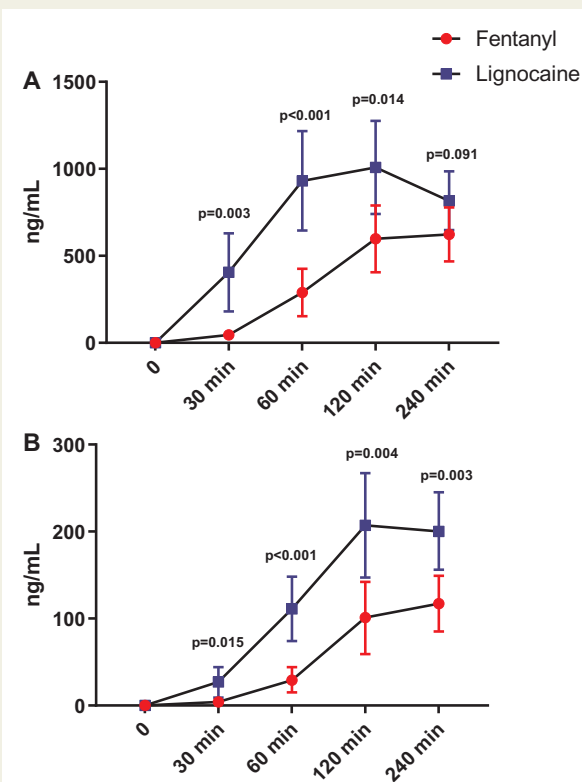 Fentanyl
Lignocaine
A
ng/mL
1500
1000
500
0
p=0.003
p<0.001
p=0.014
p=0.091
0
30 min
60 min
120 min
240 min
B
ng/mL
300
200
100
0
p=0.015
p<0.001
p=0.004
p=0.003
0
30 min
60 min
120 min
240 min